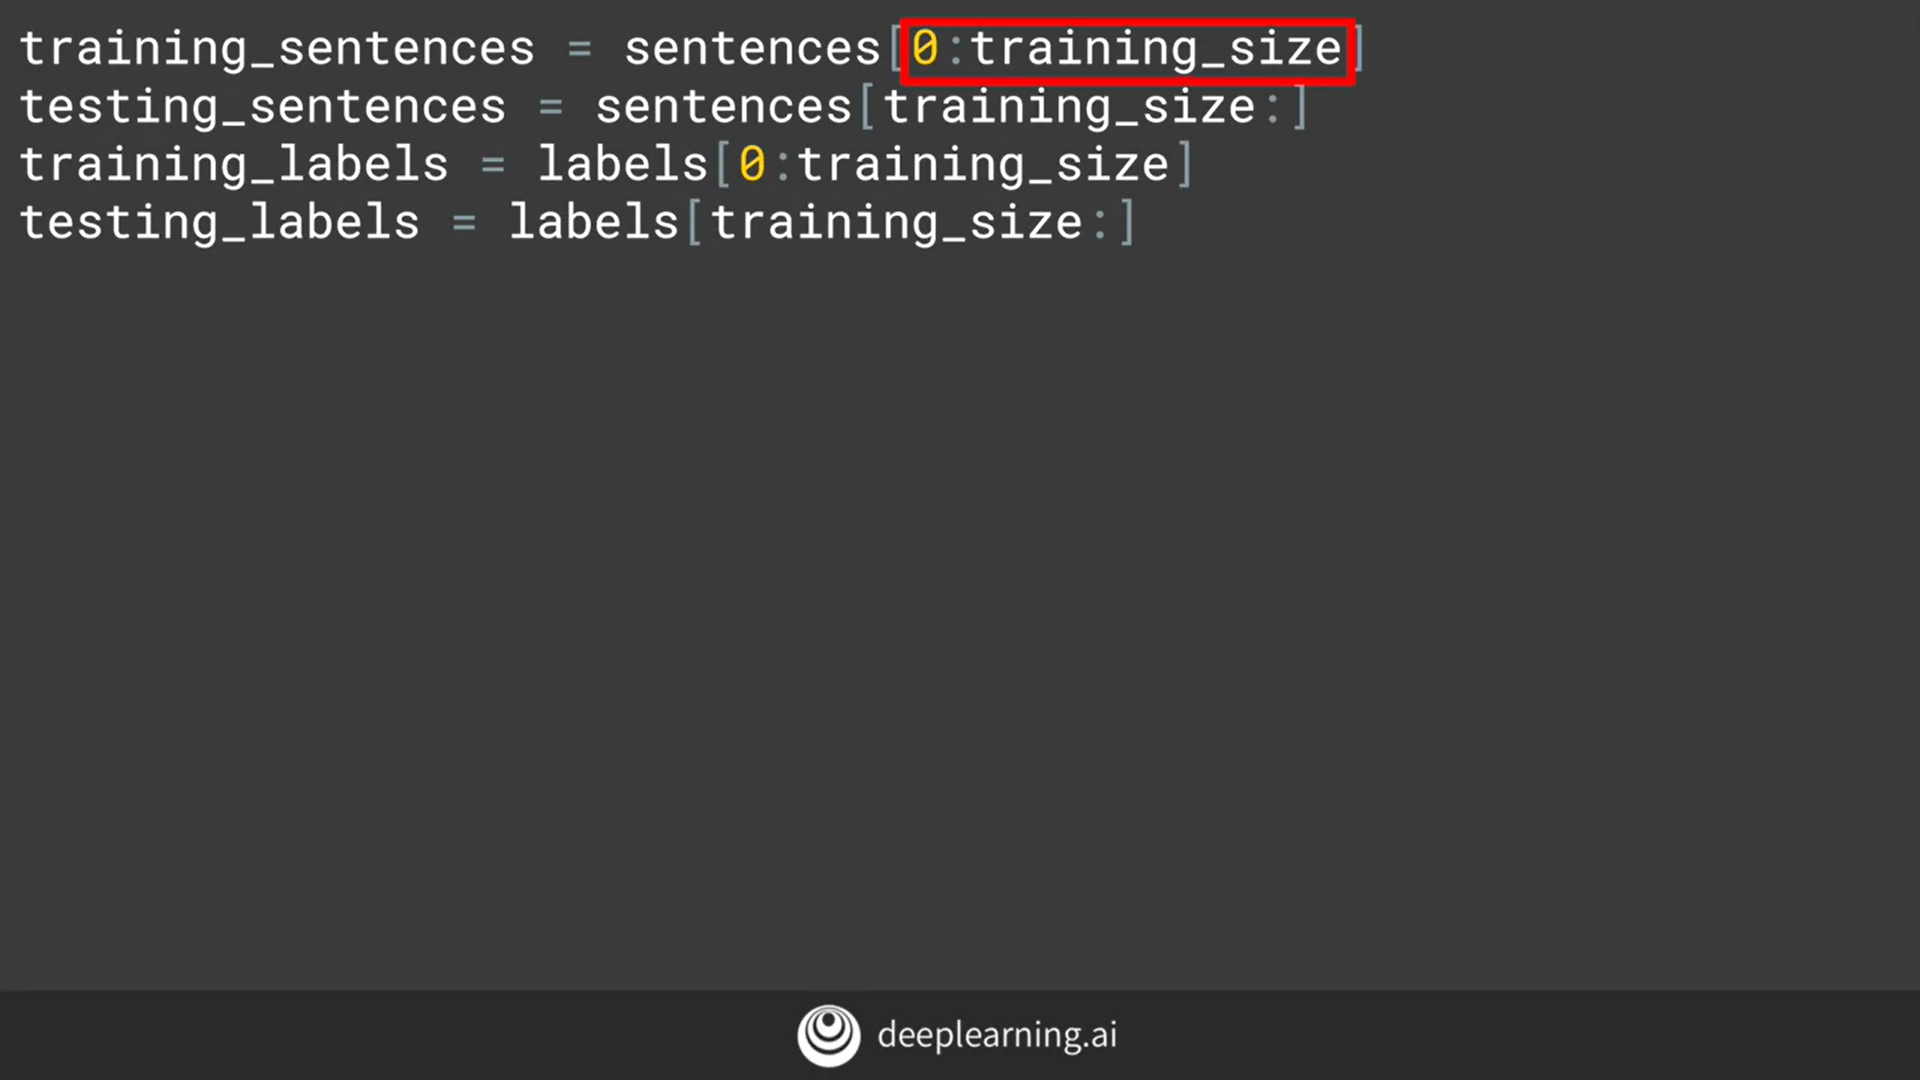 training_sentences = sentences[0:training_size]
testing_sentences = sentences[training_size:]
training_labels = labels[0:training_size]
testing_labels = labels[training_size:]
deeplearning.ai